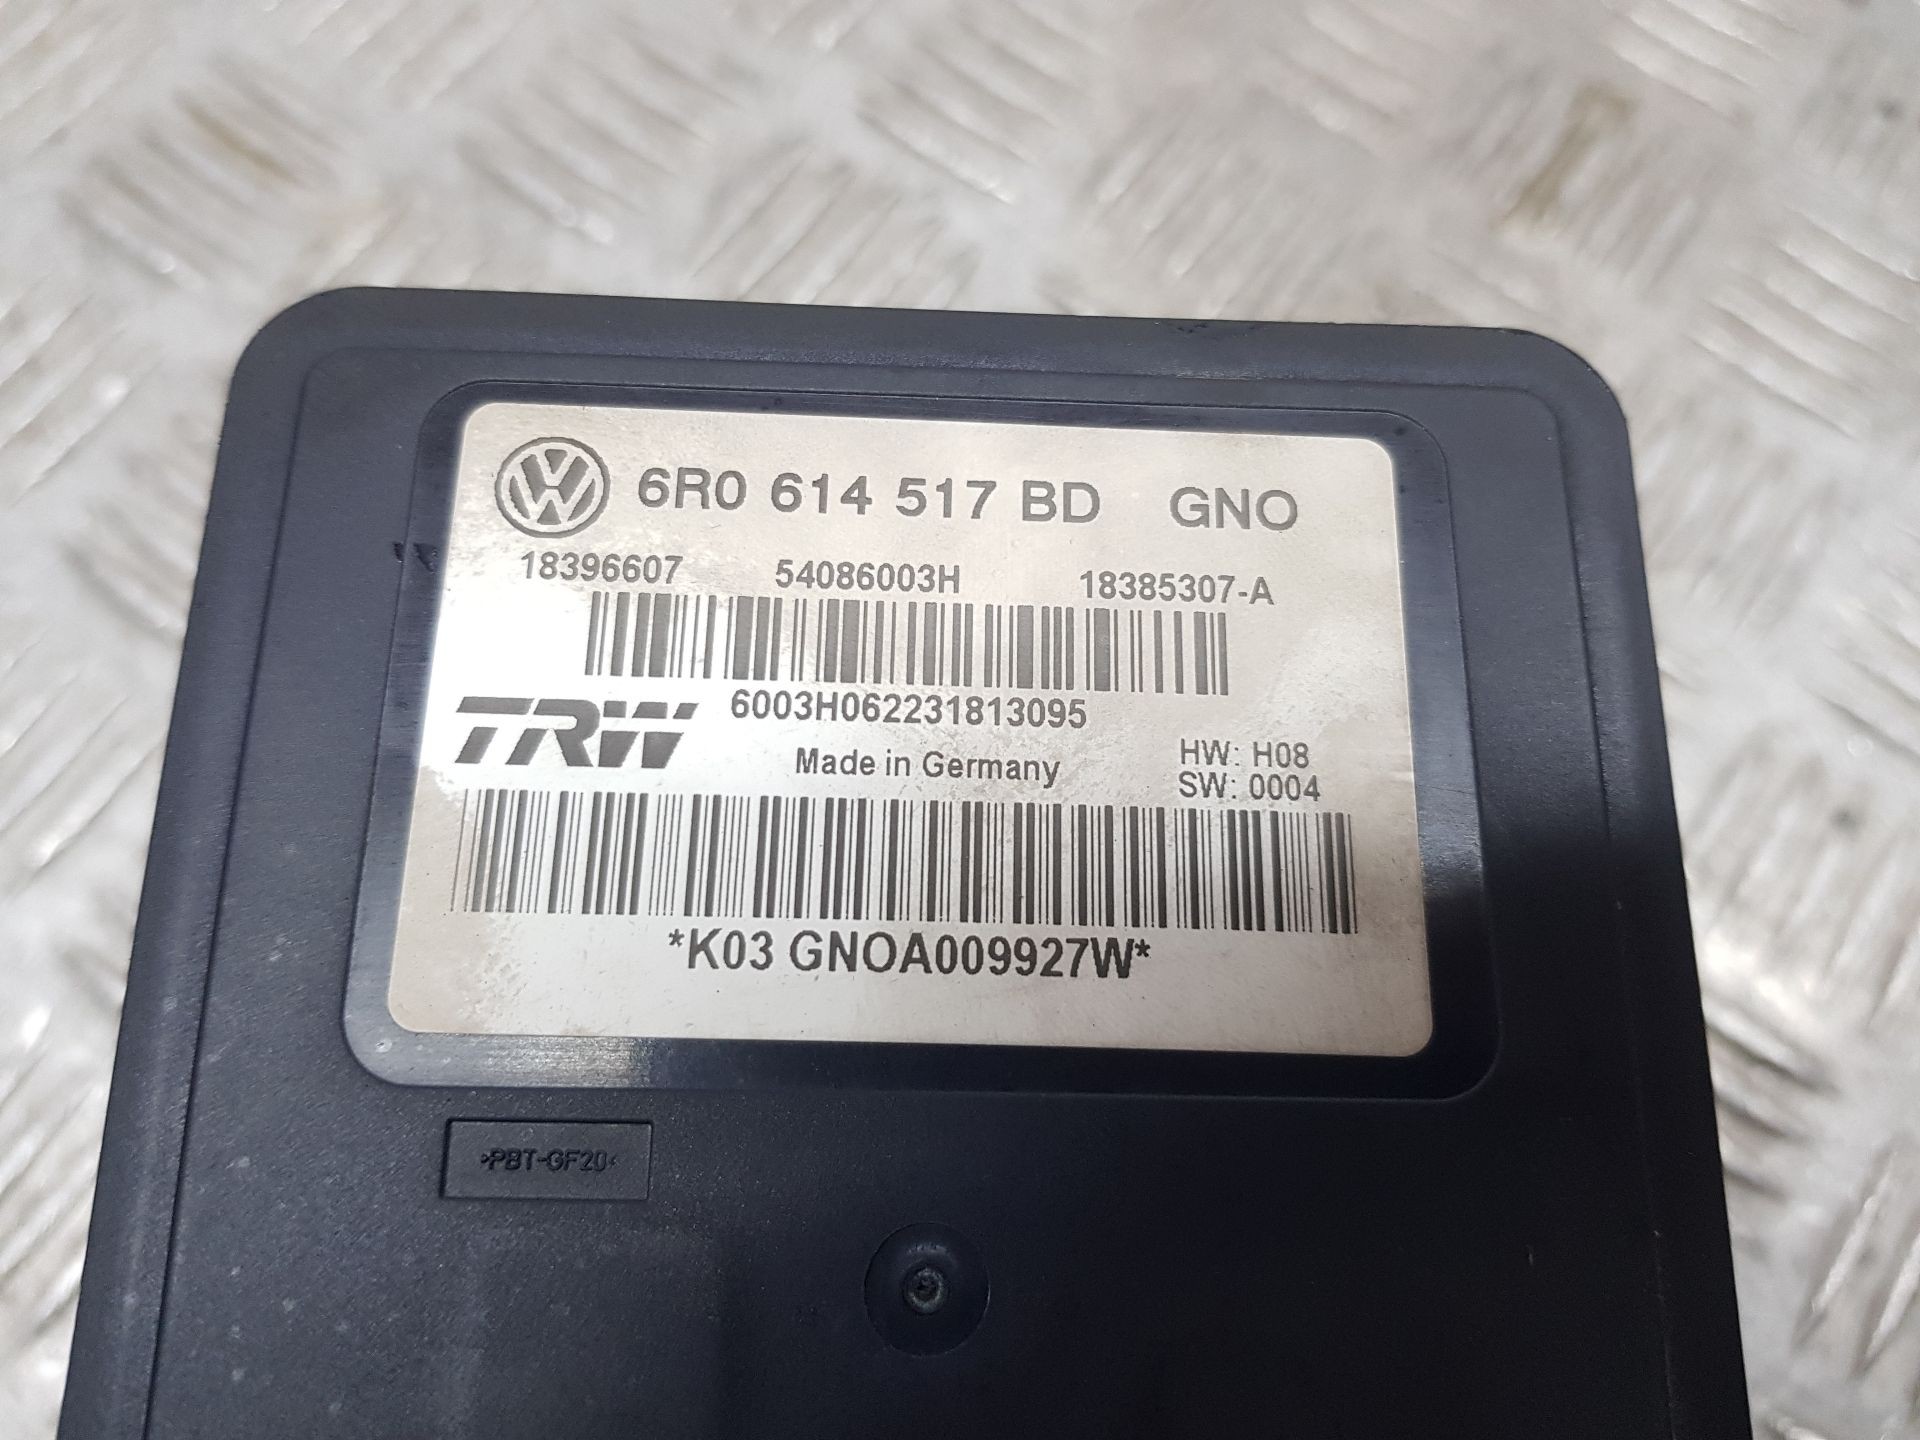 6R0 614 517 BD GNO
18396607 54086003H 18385307-A
TRW 6003H062231813095
Made in Germany
HW: H08
SW: 0004
*K03 GNOA009927W*
>PBT-GF20<